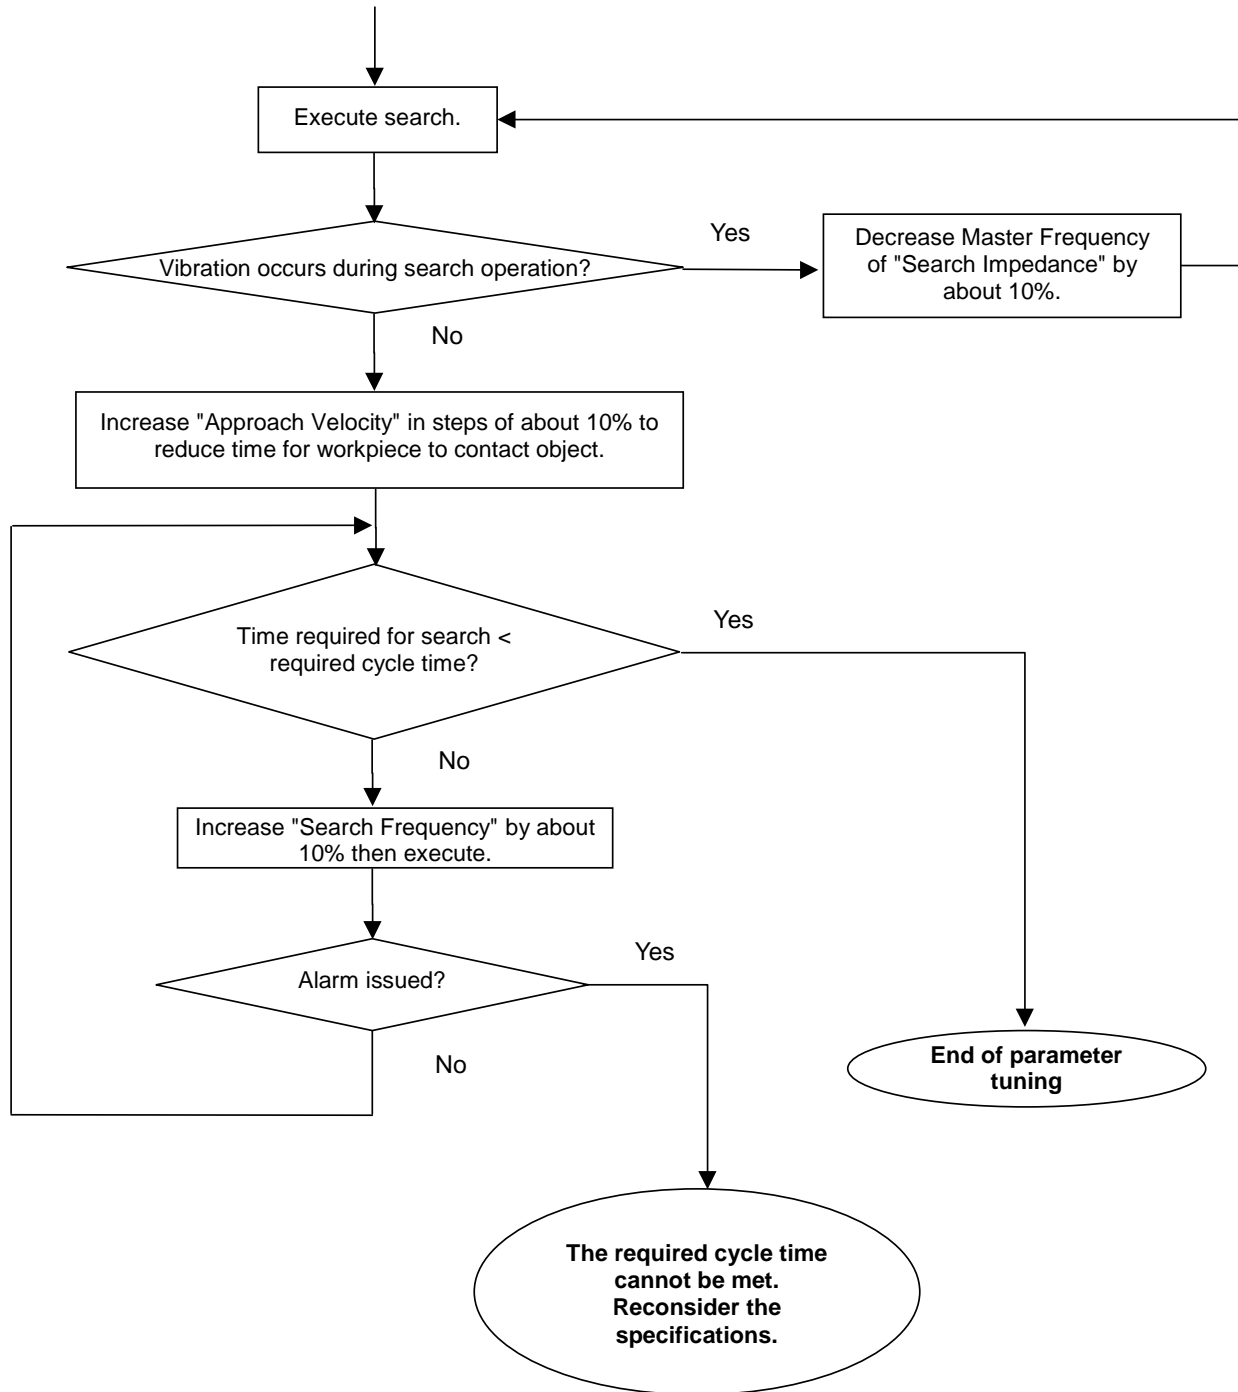 Execute search.
Vibration occurs during search operation?
Yes
Decrease Master Frequency
of "Search Impedance" by
about 10%.
No
Increase "Approach Velocity" in steps of about 10% to
reduce time for workpiece to contact object.
Time required for search <
required cycle time?
Yes
No
Increase "Search Frequency" by about
10% then execute.
Alarm issued?
Yes
No
End of parameter
tuning
The required cycle time
cannot be met.
Reconsider the
specifications.